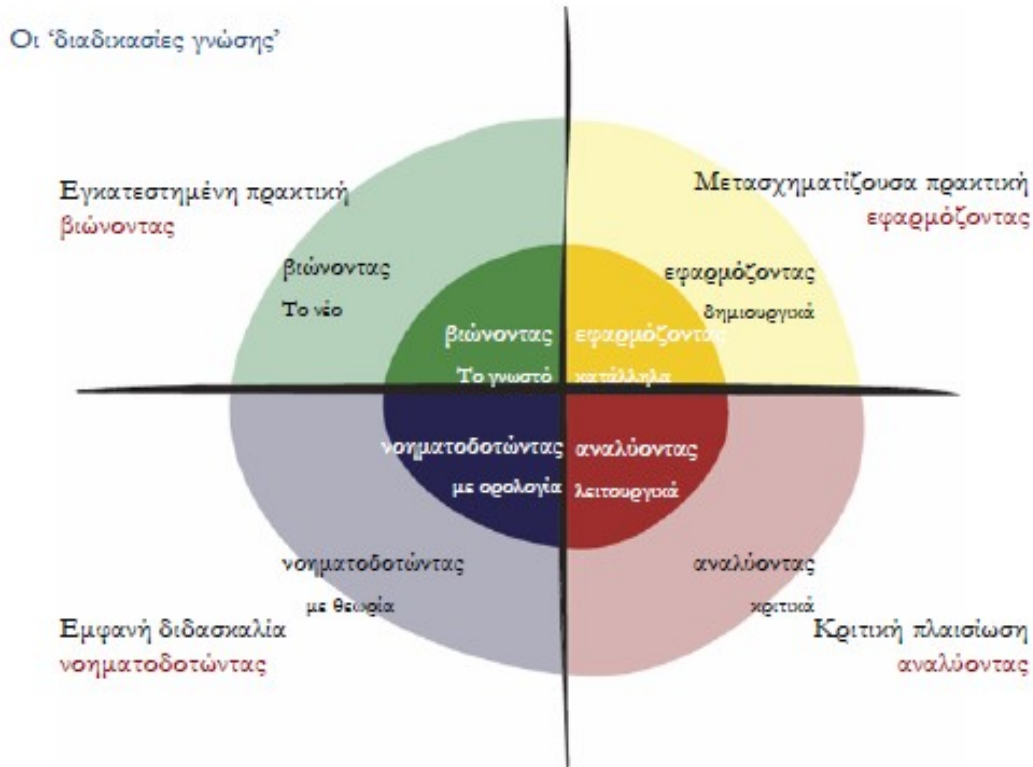 Οι ‘διαδικασίες γνώσης’
Εγκατεστημένη πρακτική
βιώνοντας
Μετασχηματίζουσα πρακτική
εφαρμόζοντας
βιώνοντας
Το νέο
εφαρμόζοντας
δημιουργικά
βιώνοντας
Το γνωστό
εφαρμόζοντας
κατάλληλα
νοηματοδοτώντας
με ορολογία
αναλύοντας
λειτουργικά
νοηματοδοτώντας
με θεωρία
αναλύοντας
κριτικά
Εμφανή διδασκαλία
νοηματοδοτώντας
Κριτική πλαισίωση
αναλύοντας